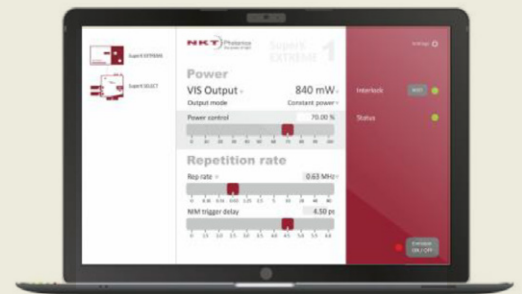 SuperK EXTREME
SuperK SELECT
NKT Photonics
SuperK
EXTREME 1
Power
VIS Output
840 mW
Output mode
Constant power
Power control
70.00 %
Repetition rate
Rep rate
0.63 MHz
NIM trigger delay
4.50 ps
Settings
Interlock
Status
Emission
ON / OFF